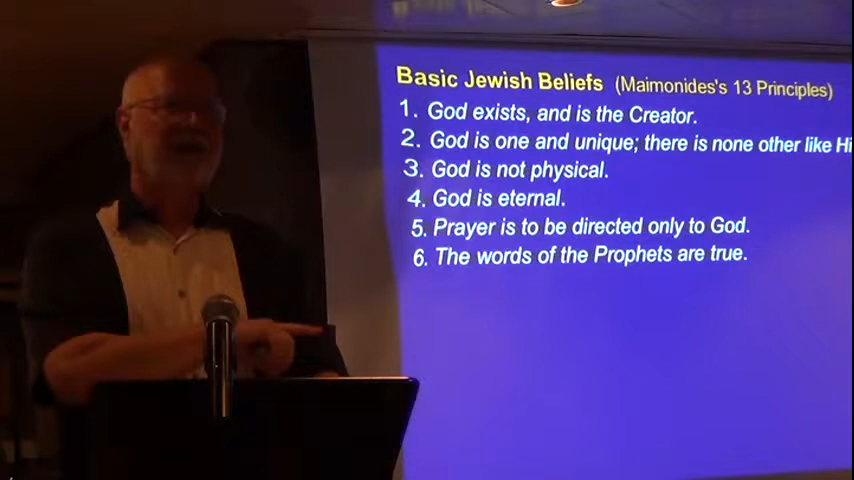 Basic Jewish Beliefs (Maimonides's 13 Principles)
1. God exists, and is the Creator.
2. God is one and unique; there is none other like Hi
3. God is not physical.
4. God is eternal.
5. Prayer is to be directed only to God.
6. The words of the Prophets are true.